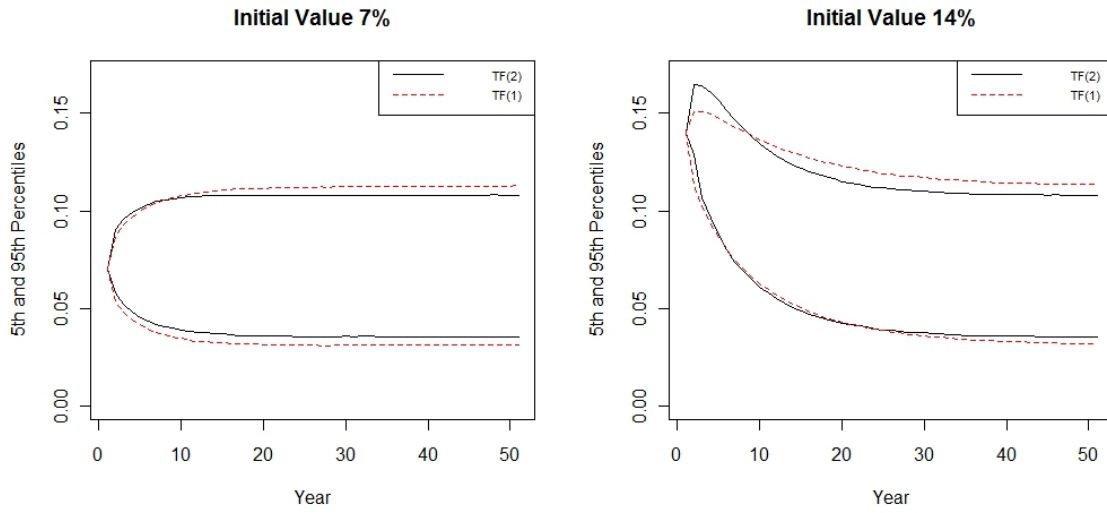 Initial Value 7%
TF(2)
TF(1)
5th and 95th Percentiles
0.15
0.10
0.05
0.00
0 10 20 30 40 50
Year
Initial Value 14%
TF(2)
TF(1)
5th and 95th Percentiles
0.15
0.10
0.05
0.00
0 10 20 30 40 50
Year